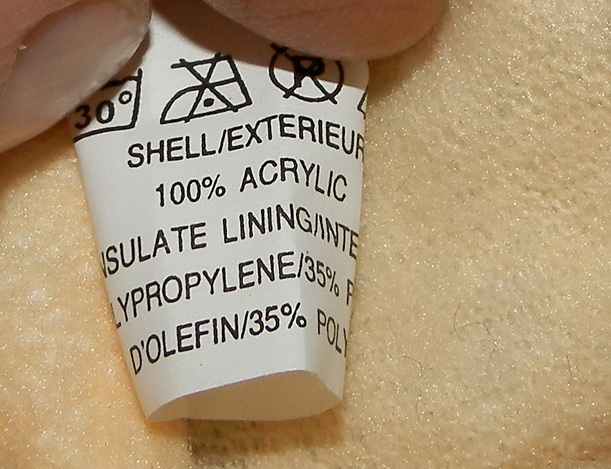 30° P
SHELL/EXTERIEUR
100% ACRYLIC
NSULATE LINING/INTE
LYPROPYLENE/35% P
D'OLEFIN/35% POLY